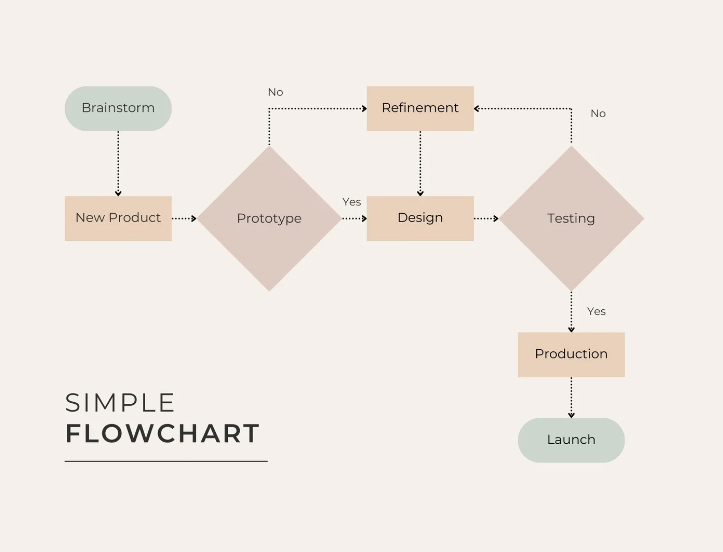 No
Brainstorm
Refinement
No
Yes
New Product
Prototype
Design
Testing
Yes
Production
SIMPLE
FLOWCHART
Launch